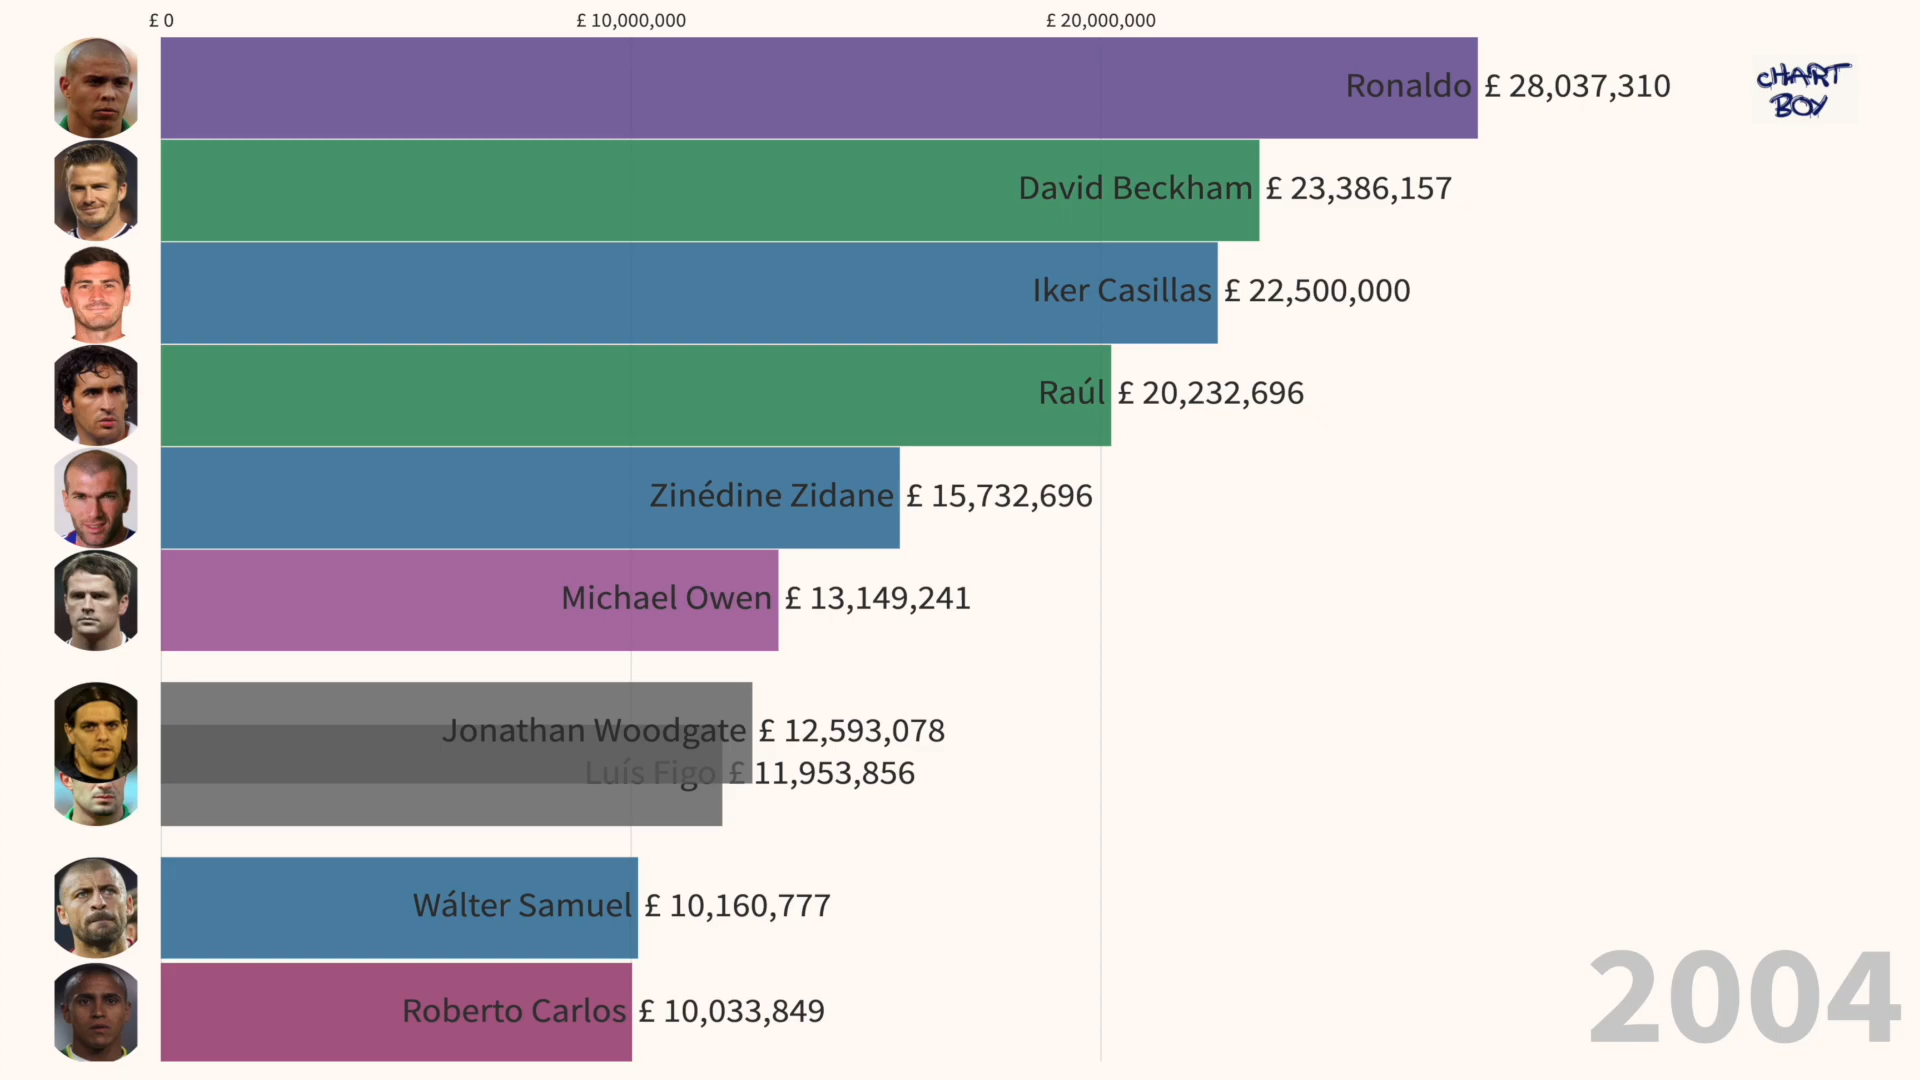 £ 0 £ 10,000,000 £ 20,000,000
Ronaldo £ 28,037,310
CHART
BOY
David Beckham £ 23,386,157
Iker Casillas £ 22,500,000
Raúl £ 20,232,696
Zinédine Zidane £ 15,732,696
Michael Owen £ 13,149,241
Jonathan Woodgate £ 12,593,078
Luís Figo £ 11,953,856
Wálter Samuel £ 10,160,777
Roberto Carlos £ 10,033,849
2004